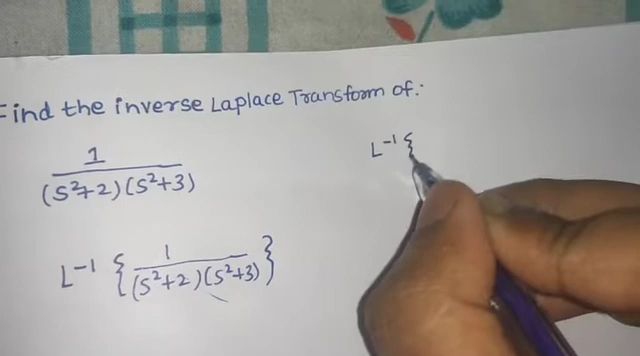 Find the inverse Laplace Transform of:
1
(S²+2)(S²+3)
L⁻¹ {
L⁻¹ { 1 / (S²+2)(S²+3) }